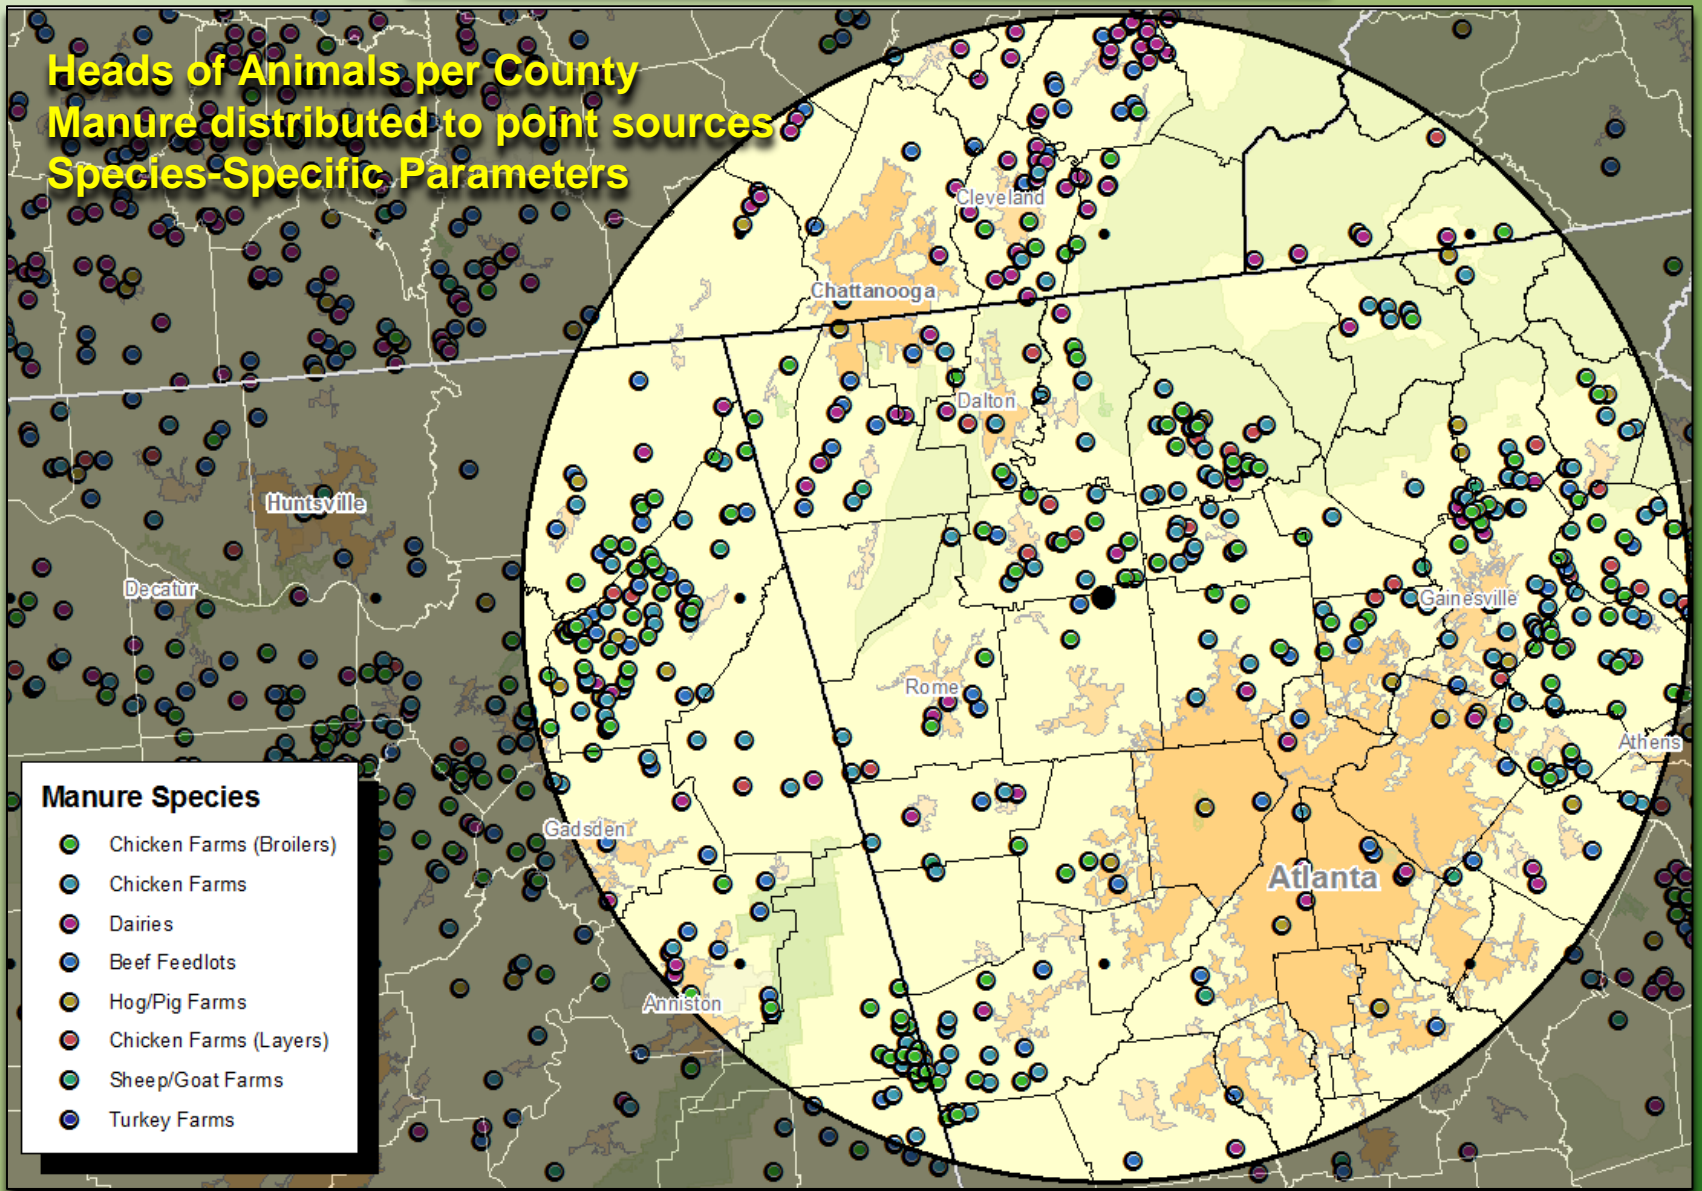 Heads of Animals per County
Manure distributed to point sources
Species-Specific Parameters
Cleveland
Chattanooga
Dalton
Huntsville
Decatur
Gainesville
Rome
Athens
Gadsden
Atlanta
Anniston
Manure Species
Chicken Farms (Broilers)
Chicken Farms
Dairies
Beef Feedlots
Hog/Pig Farms
Chicken Farms (Layers)
Sheep/Goat Farms
Turkey Farms